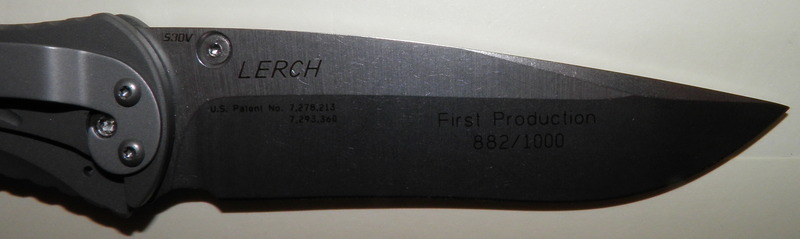 S30V
LERCH
U.S. Patent No: 7,278,213
7,293,360
First Production
882/1000